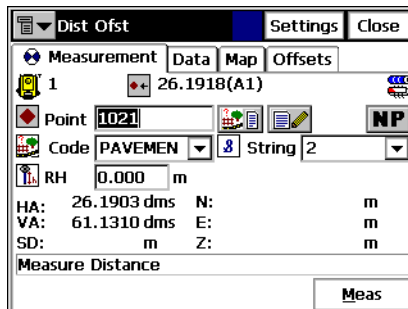 Dist Ofst Settings Close
Measurement Data Map Offsets
1 26.1918(A1)
Point 1021 NP
Code PAVEMEN 8 String 2
RH 0.000 m
HA: 26.1903 dms N: m
VA: 61.1310 dms E: m
SD: m Z: m
Measure Distance
Meas